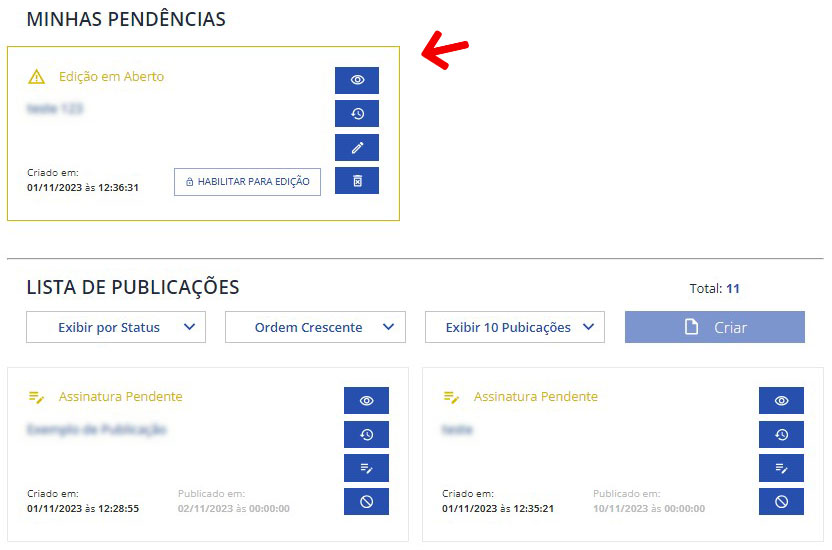 MINHAS PENDÊNCIAS
Edição em Aberto
teste 123
Criado em:
01/11/2023 às 12:36:31
HABILITAR PARA EDIÇÃO
LISTA DE PUBLICAÇÕES
Total: 11
Exibir por Status
Ordem Crescente
Exibir 10 Pubicações
Criar
Assinatura Pendente
Exemplo de Publicação
Criado em:
01/11/2023 às 12:28:55
Publicado em:
02/11/2023 às 00:00:00
Assinatura Pendente
teste
Criado em:
01/11/2023 às 12:35:21
Publicado em:
10/11/2023 às 00:00:00